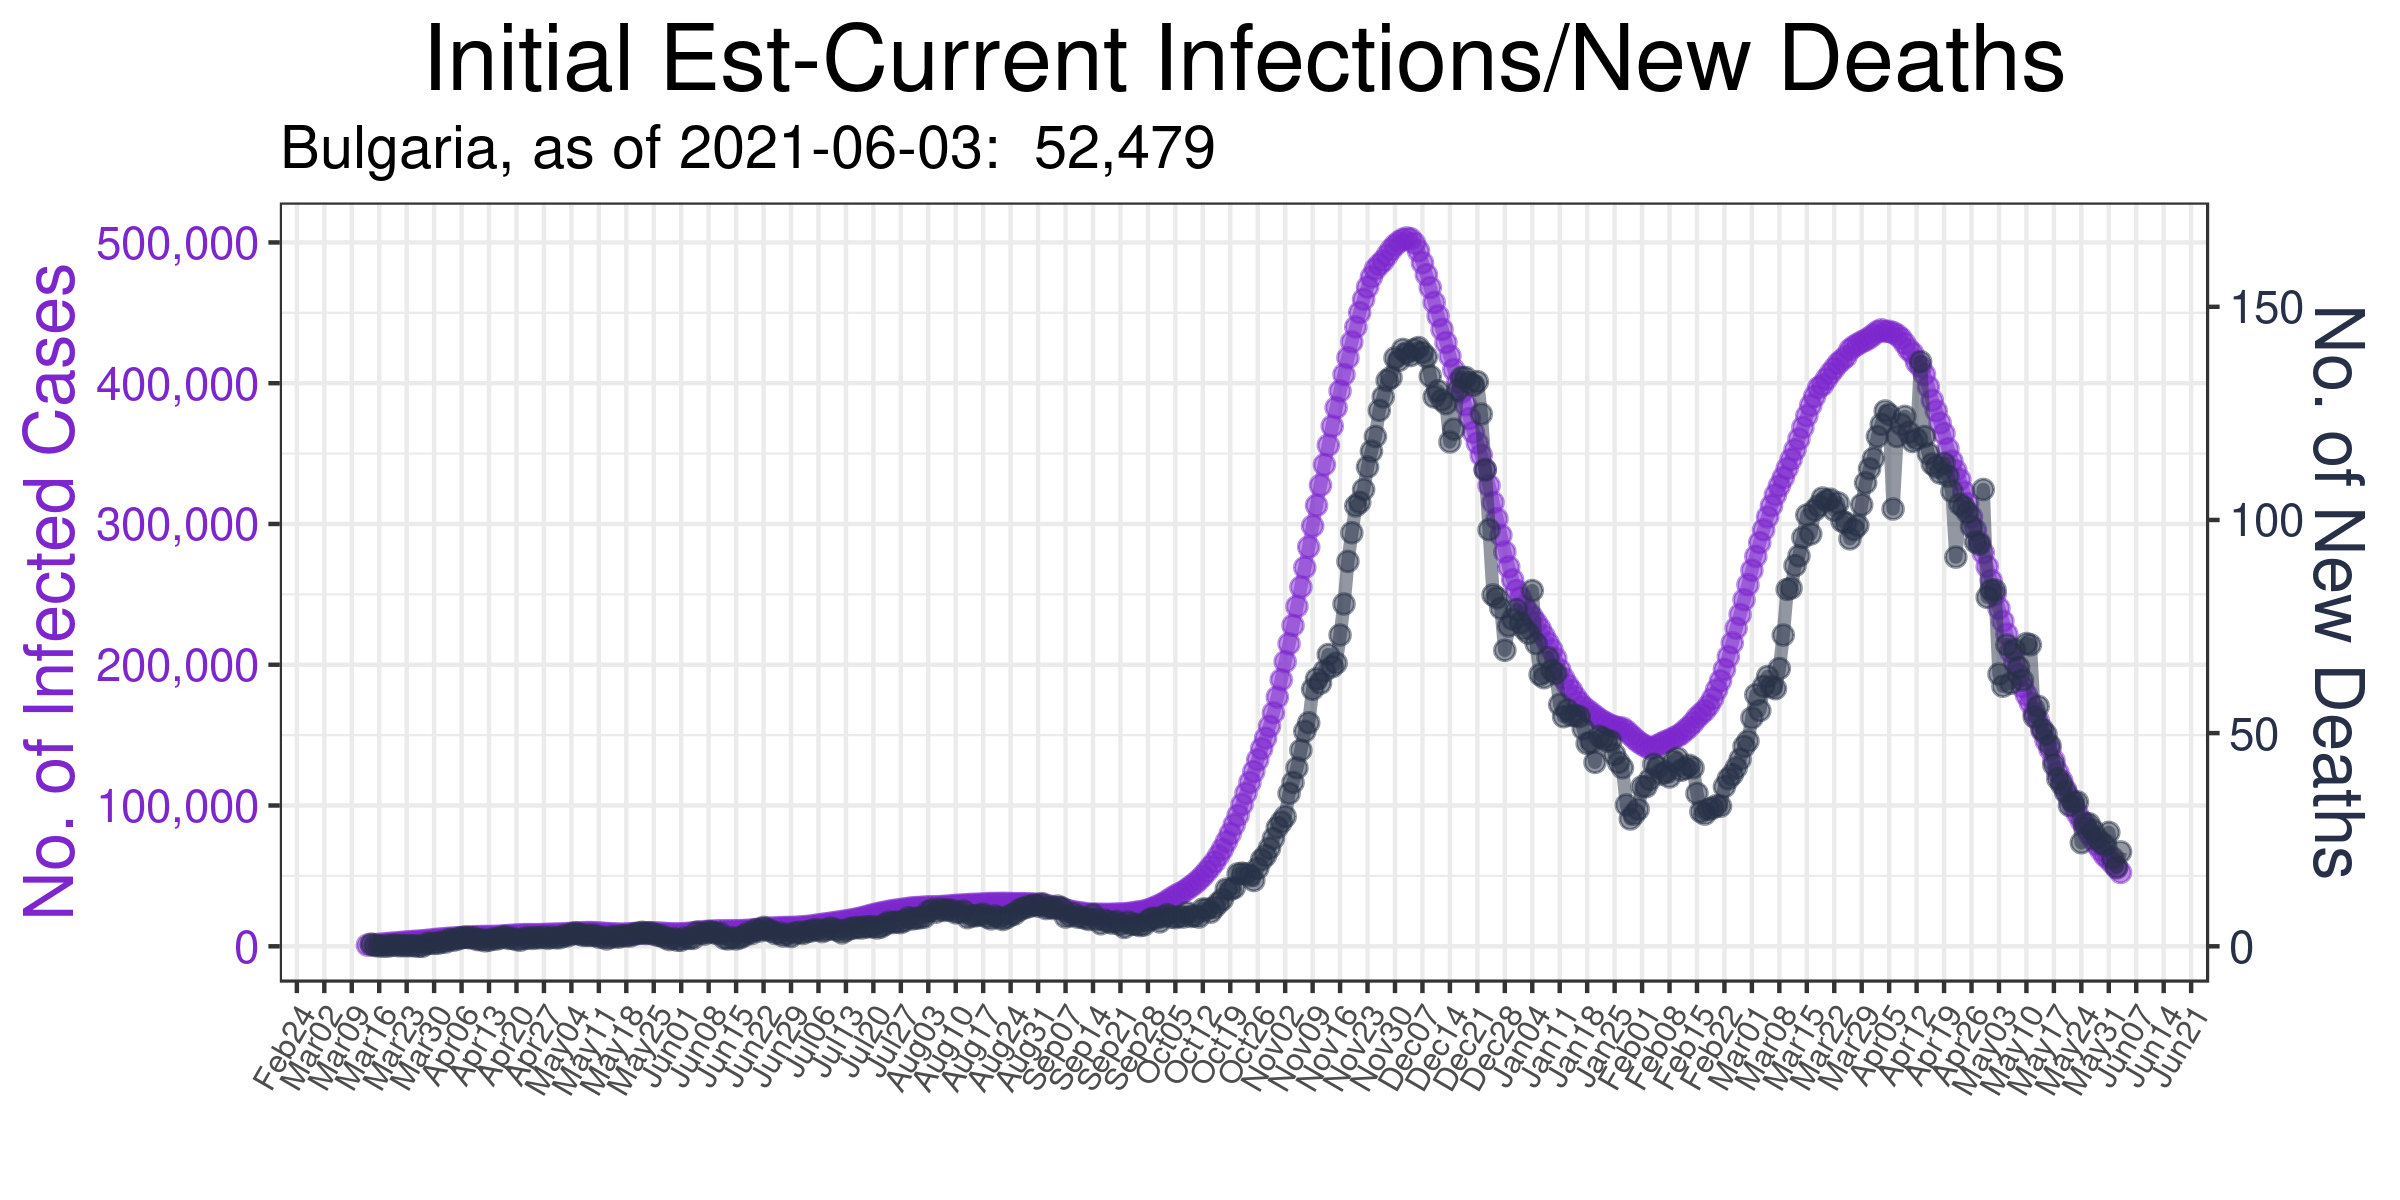 Initial Est-Current Infections/New Deaths
Bulgaria, as of 2021-06-03:  52,479
No. of Infected Cases
500,000
400,000
300,000
200,000
100,000
0
150
100
50
0
No. of New Deaths
Feb24
Mar02
Mar09
Mar16
Mar23
Mar30
Apr06
Apr13
Apr20
Apr27
May04
May11
May18
May25
Jun01
Jun08
Jun15
Jun22
Jun29
Jul06
Jul13
Jul20
Jul27
Aug03
Aug10
Aug17
Aug24
Aug31
Sep07
Sep14
Sep21
Sep28
Oct05
Oct12
Oct19
Oct26
Nov02
Nov09
Nov16
Nov23
Nov30
Dec07
Dec14
Dec21
Dec28
Jan04
Jan11
Jan18
Jan25
Feb01
Feb08
Feb15
Feb22
Mar01
Mar08
Mar15
Mar22
Mar29
Apr05
Apr12
Apr19
Apr26
May03
May10
May17
May24
May31
Jun07
Jun14
Jun21